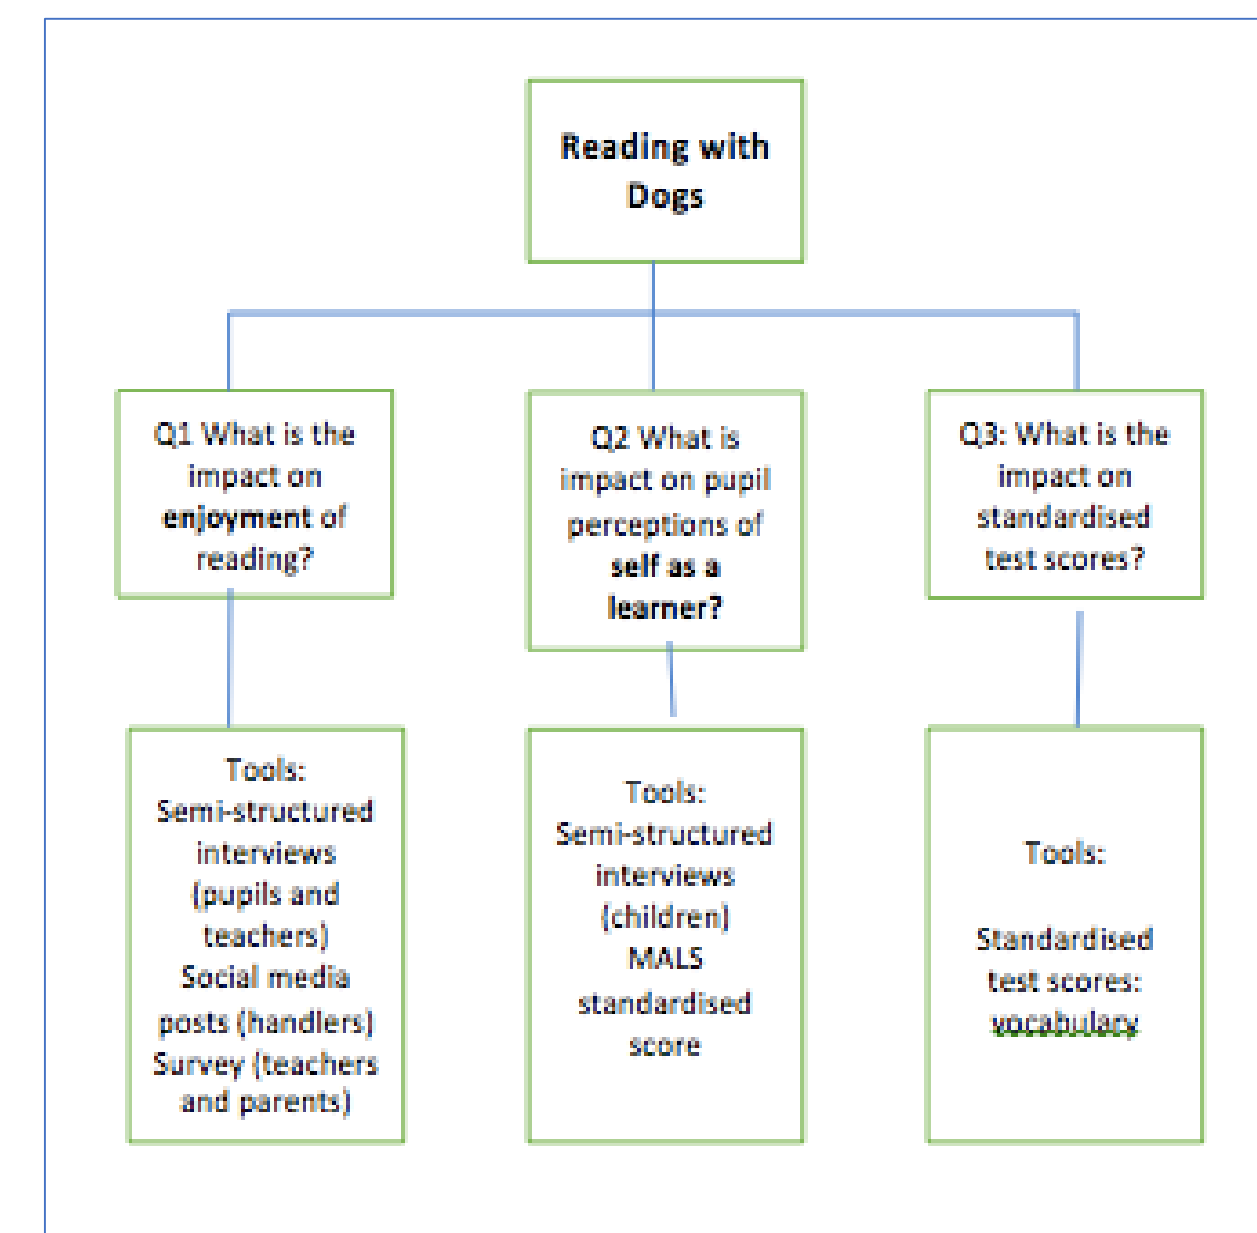 Reading with
Dogs
Q1 What is the
impact on
enjoyment of
reading?
Q2 What is
impact on pupil
perceptions of
self as a
learner?
Q3: What is the
impact on
standardised
test scores?
Tools:
Semi-structured
interviews
(pupils and
teachers)
Social media
posts (handlers)
Survey (teachers
and parents)
Tools:
Semi-structured
interviews
(children)
MALS
standardised
score
Tools:
Standardised
test scores:
vocabulary